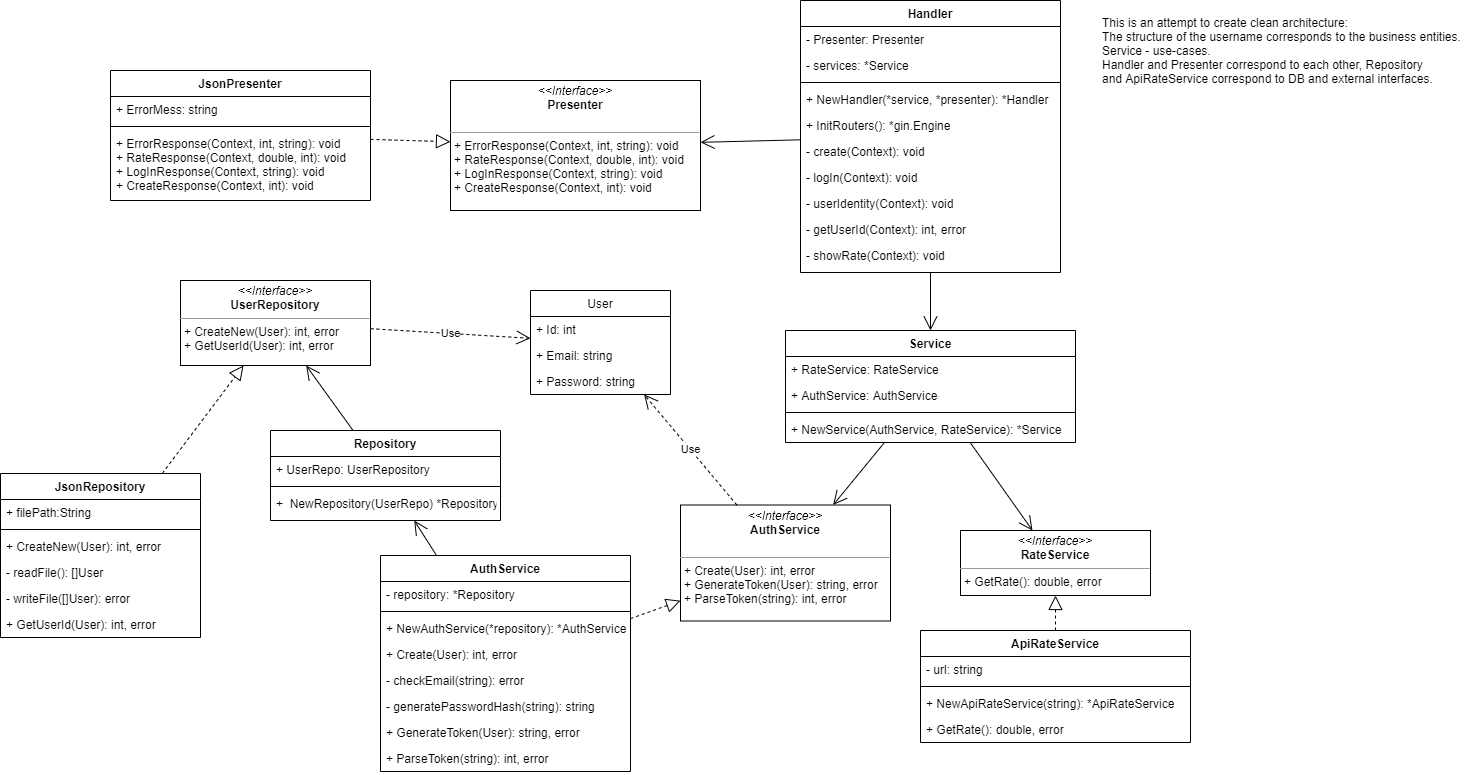 Handler
- Presenter: Presenter
- services: *Service
+ NewHandler(*service, *presenter): *Handler
+ InitRouters(): *gin.Engine
- create(Context): void
- logIn(Context): void
- userIdentity(Context): void
- getUserId(Context): int, error
- showRate(Context): void
This is an attempt to create clean architecture:
The structure of the username corresponds to the business entities.
Service - use-cases.
Handler and Presenter correspond to each other, Repository
and ApiRateService correspond to DB and external interfaces.
JsonPresenter
+ ErrorMess: string
+ ErrorResponse(Context, int, string): void
+ RateResponse(Context, double, int): void
+ LogInResponse(Context, string): void
+ CreateResponse(Context, int): void
<<Interface>>
Presenter
+ ErrorResponse(Context, int, string): void
+ RateResponse(Context, double, int): void
+ LogInResponse(Context, string): void
+ CreateResponse(Context, int): void
<<Interface>>
UserRepository
+ CreateNew(User): int, error
+ GetUserId(User): int, error
Use
User
+ Id: int
+ Email: string
+ Password: string
Service
+ RateService: RateService
+ AuthService: AuthService
+ NewService(AuthService, RateService): *Service
Use
Repository
+ UserRepo: UserRepository
+ NewRepository(UserRepo) *Repository
JsonRepository
+ filePath:String
+ CreateNew(User): int, error
- readFile(): []User
- writeFile([]User): error
+ GetUserId(User): int, error
AuthService
- repository: *Repository
+ NewAuthService(*repository): *AuthService
+ Create(User): int, error
- checkEmail(string): error
- generatePasswordHash(string): string
+ GenerateToken(User): string, error
+ ParseToken(string): int, error
<<Interface>>
AuthService
+ Create(User): int, error
+ GenerateToken(User): string, error
+ ParseToken(string): int, error
<<Interface>>
RateService
+ GetRate(): double, error
ApiRateService
- url: string
+ NewApiRateService(string): *ApiRateService
+ GetRate(): double, error